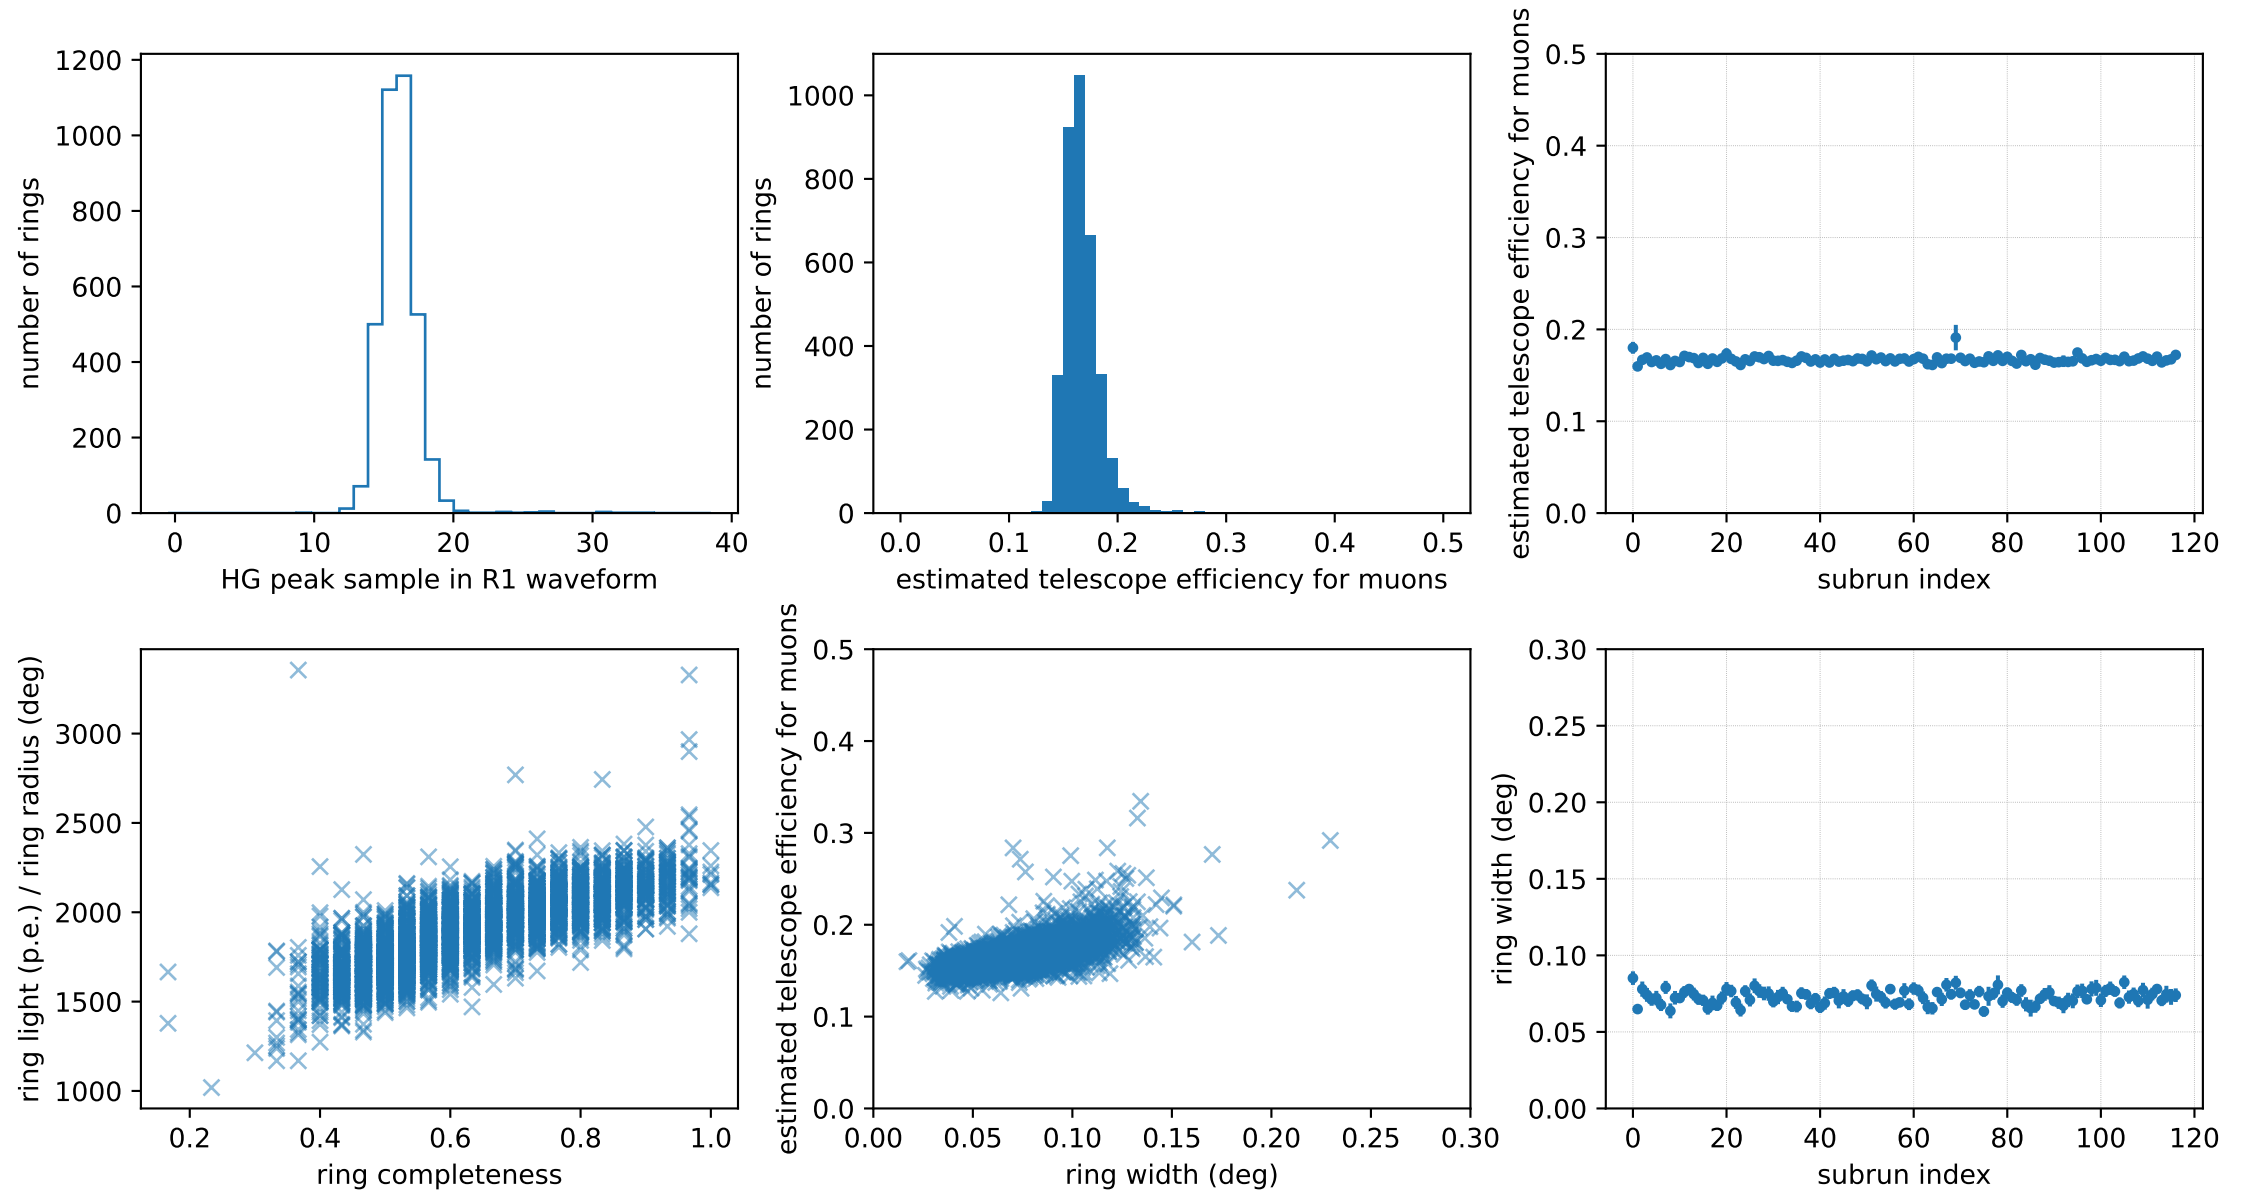 1200
1000
800
600
400
200
0
number of rings
0 10 20 30 40
HG peak sample in R1 waveform
1000
800
600
400
200
0
number of rings
0.0 0.1 0.2 0.3 0.4 0.5
estimated telescope efficiency for muons
0.5
0.4
0.3
0.2
0.1
0.0
estimated telescope efficiency for muons
0 20 40 60 80 100 120
subrun index
3000
2500
2000
1500
1000
ring light (p.e.) / ring radius (deg)
0.2 0.4 0.6 0.8 1.0
ring completeness
0.5
0.4
0.3
0.2
0.1
0.0
estimated telescope efficiency for muons
0.00 0.05 0.10 0.15 0.20 0.25 0.30
ring width (deg)
0.30
0.25
0.20
0.15
0.10
0.05
0.00
ring width (deg)
0 20 40 60 80 100 120
subrun index